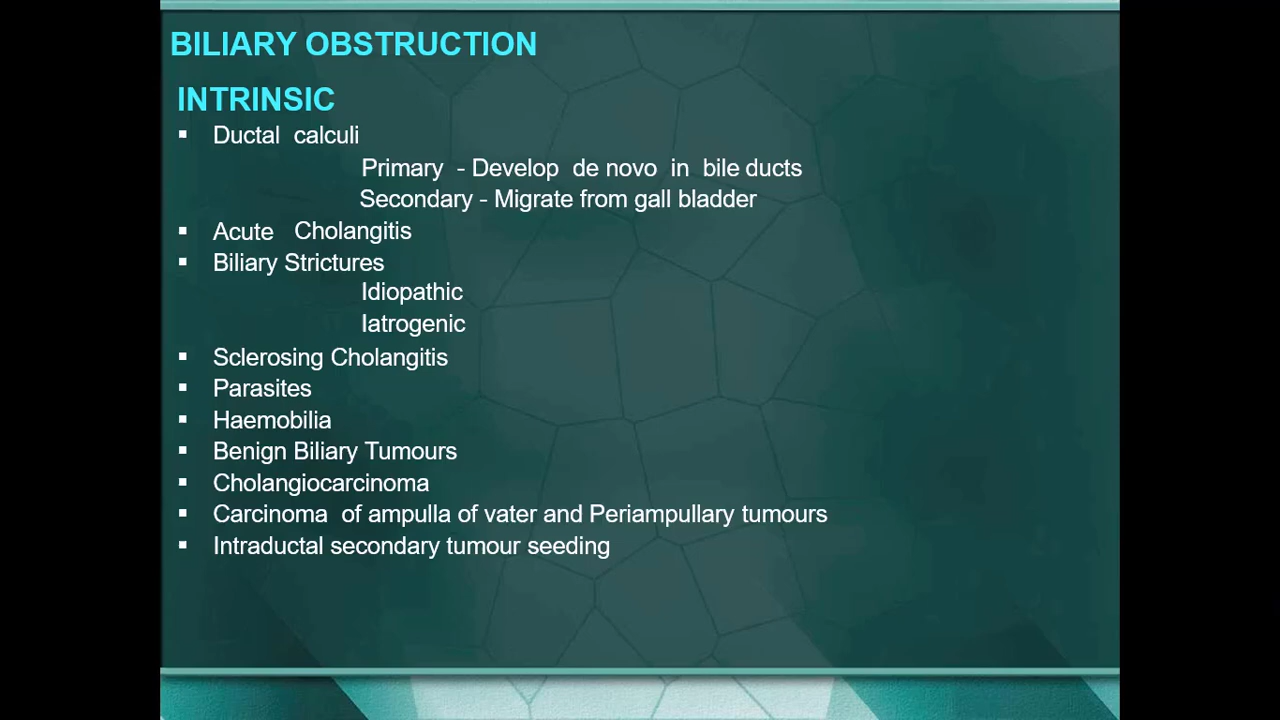 BILIARY OBSTRUCTION
INTRINSIC
▪ Ductal calculi
Primary - Develop de novo in bile ducts
Secondary - Migrate from gall bladder
▪ Acute Cholangitis
▪ Biliary Strictures
Idiopathic
Iatrogenic
▪ Sclerosing Cholangitis
▪ Parasites
▪ Haemobilia
▪ Benign Biliary Tumours
▪ Cholangiocarcinoma
▪ Carcinoma of ampulla of vater and Periampullary tumours
▪ Intraductal secondary tumour seeding